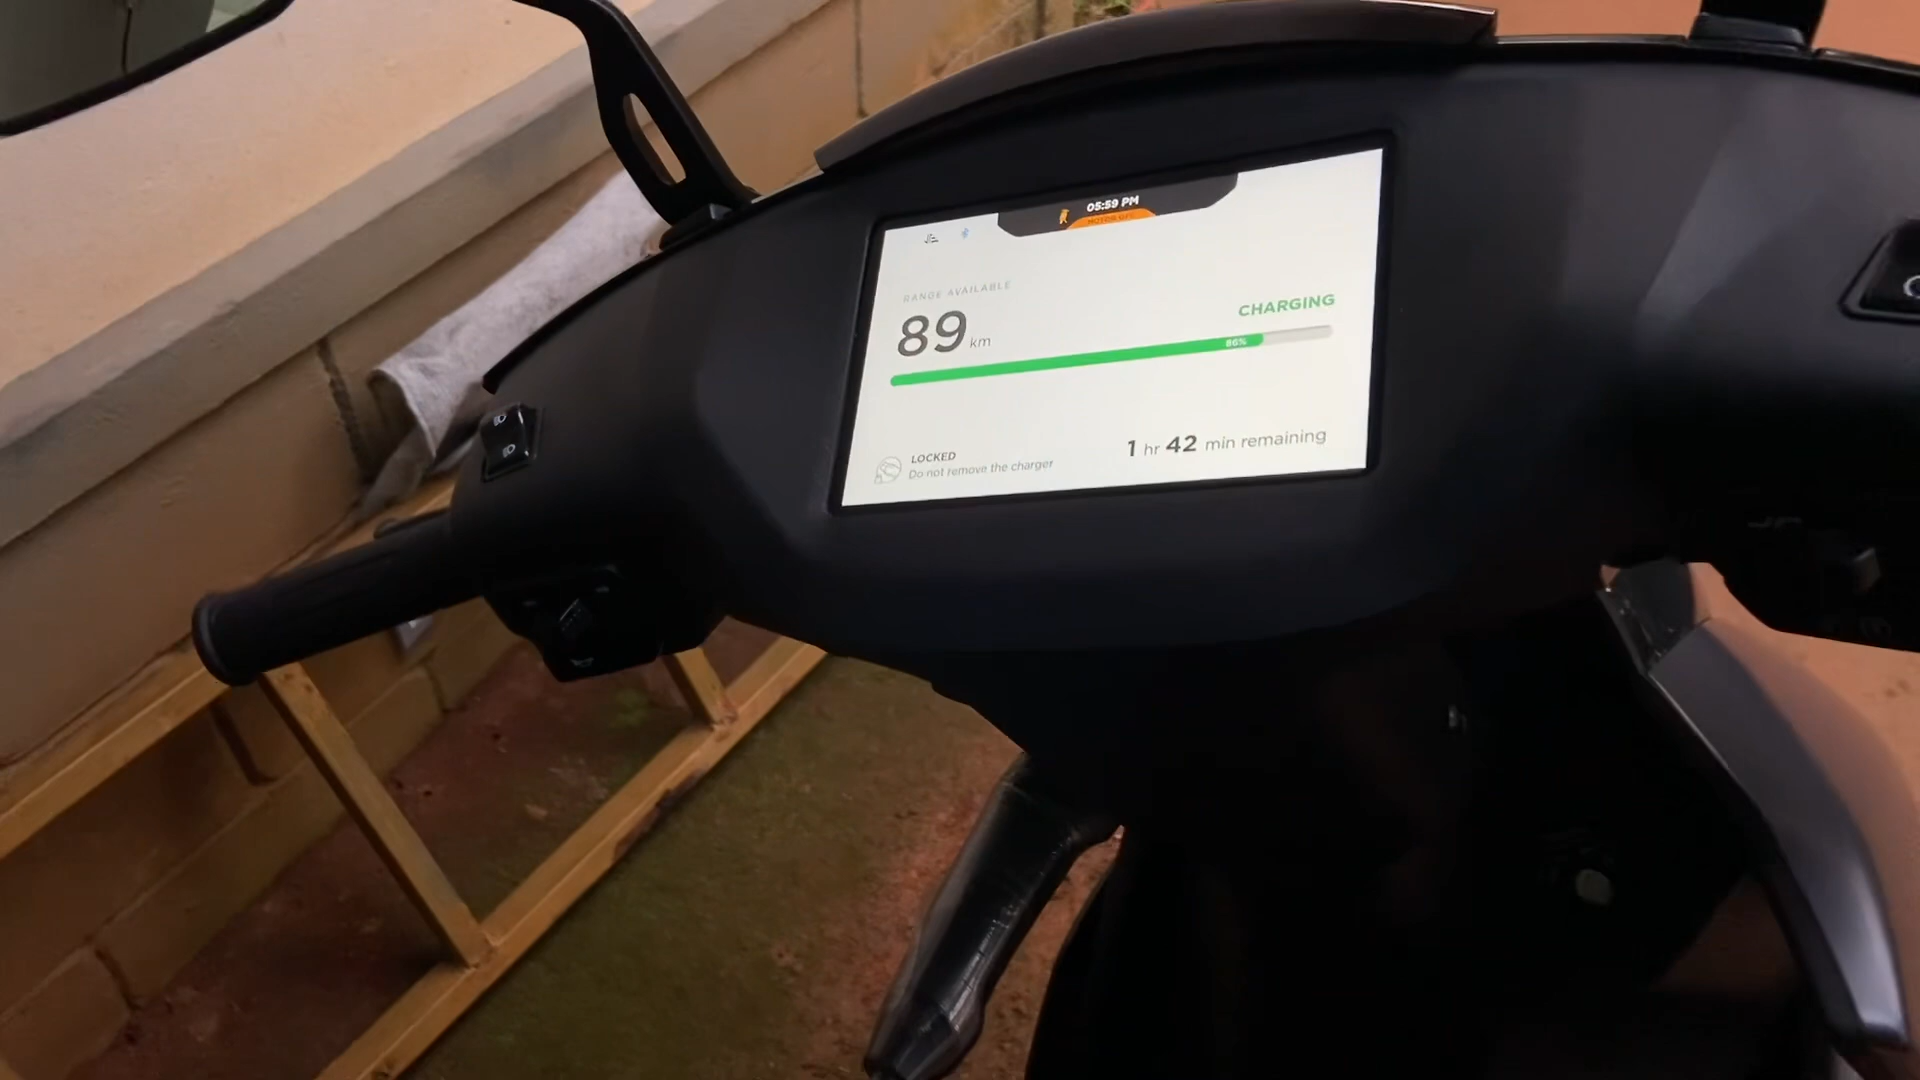 05:59 PM
MOTOR OFF
RANGE AVAILABLE
89 km
CHARGING
86%
LOCKED
Do not remove the charger
1 hr 42 min remaining